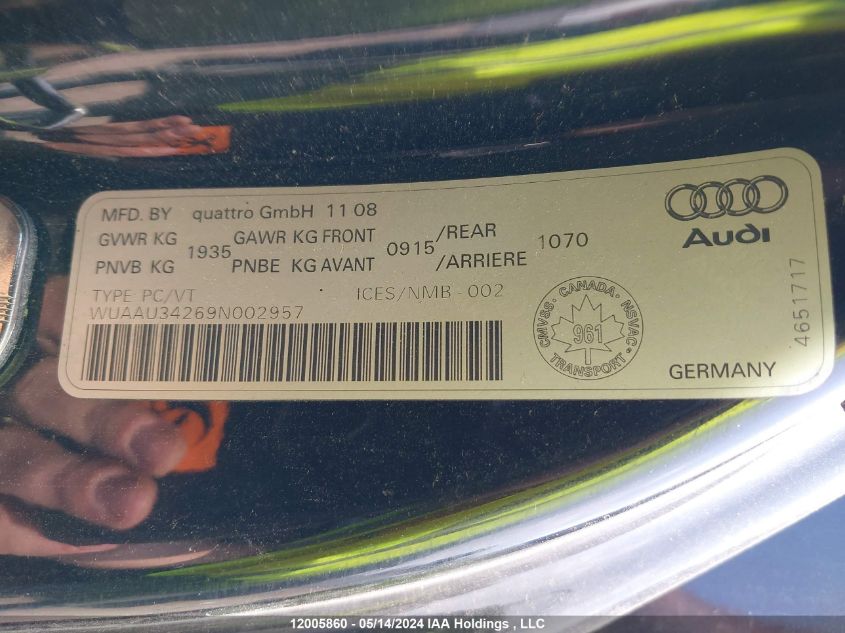 MFD. BY quattro GmbH 11 08
GVWR KG 1935 GAWR KG FRONT 0915 /REAR 1070
PNVB KG PNBE KG AVANT /ARRIERE
TYPE PC/VT ICES/NMB-002
WUAAU34269N002957
Audi
4651717
CANADA
CMVSS NSVAC
961
TRANSPORT
GERMANY
12005860 - 05/14/2024 IAA Holdings , LLC